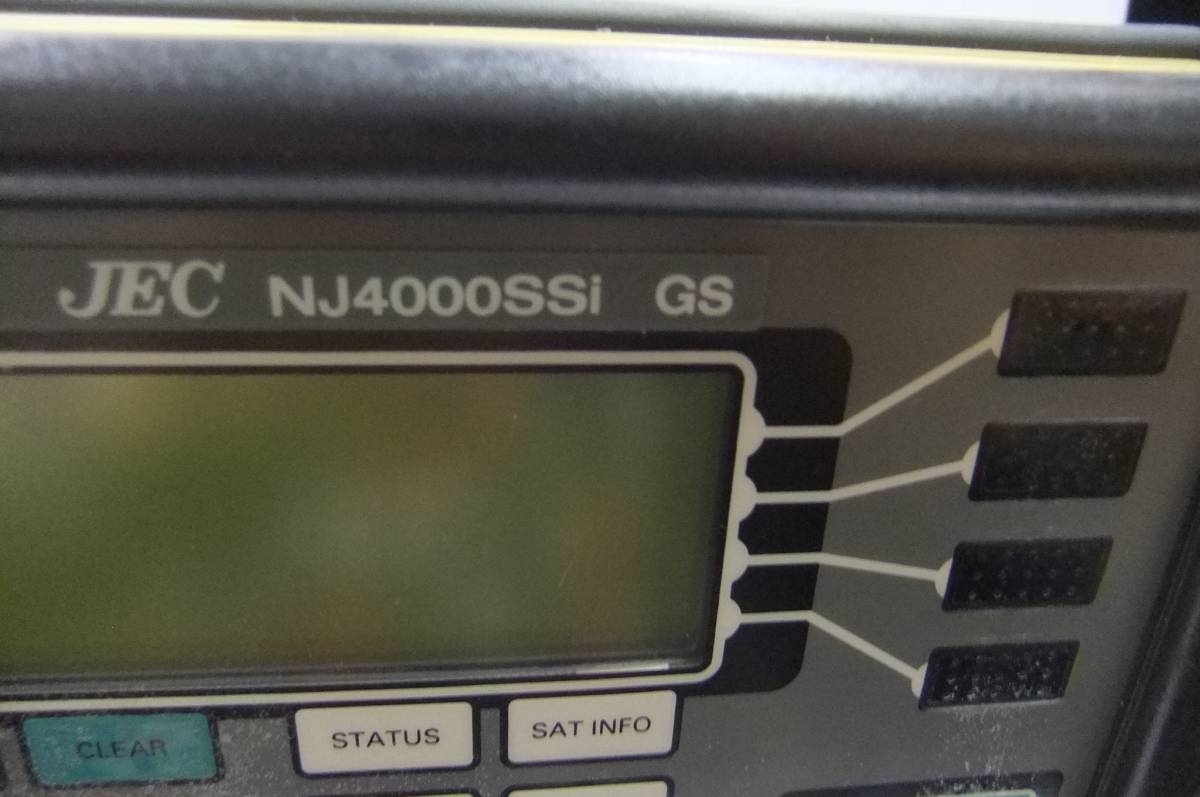 JEC NJ4000SSi GS
CLEAR
STATUS
SAT INFO